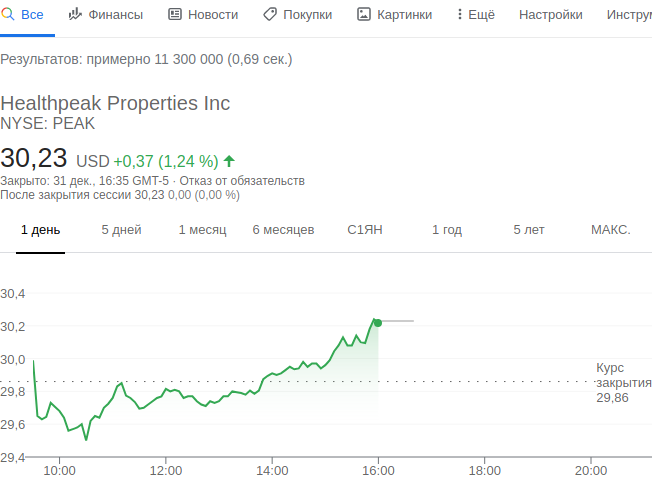 Все Финансы Новости Покупки Картинки Ещё Настройки Инстру
Результатов: примерно 11 300 000 (0,69 сек.)
Healthpeak Properties Inc
NYSE: PEAK
30,23 USD +0,37 (1,24 %)
Закрыто: 31 дек., 16:35 GMT-5 · Отказ от обязательств
После закрытия сессии 30,23 0,00 (0,00 %)
1 день 5 дней 1 месяц 6 месяцев С1ЯН 1 год 5 лет МАКС.
30,4
30,2
30,0
29,8
29,6
29,4
Курс
закрытия
29,86
10:00 12:00 14:00 16:00 18:00 20:00